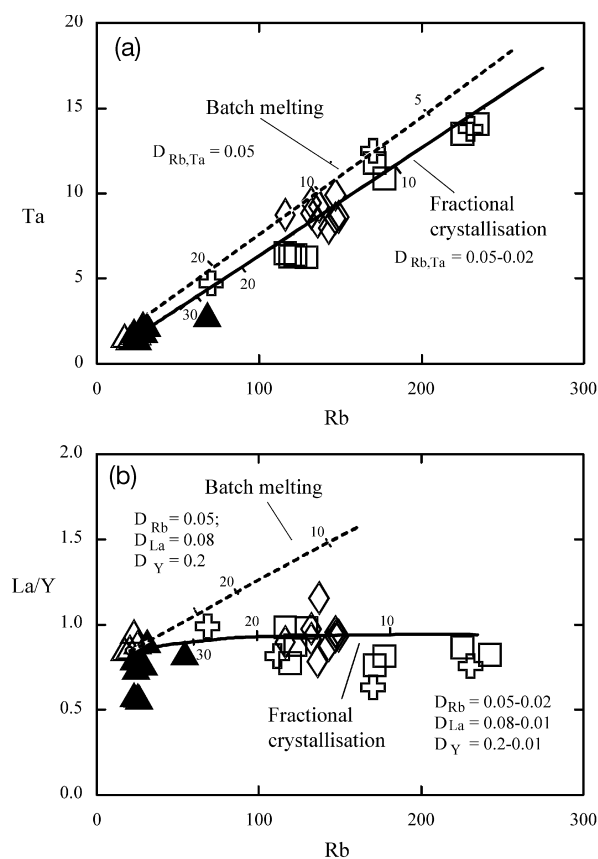 20
(a)
15
10
5
0
Ta
Batch melting
D Rb,Ta = 0.05
5
10
20
10
20
30
Fractional
crystallisation
D Rb,Ta = 0.05-0.02
0 100 200 300
Rb
2.0
(b)
1.5
1.0
0.5
0.0
La/Y
Batch melting
D Rb = 0.05;
D La = 0.08
D Y = 0.2
10
20
20
10
30
Fractional
crystallisation
D Rb = 0.05-0.02
D La = 0.08-0.01
D Y = 0.2-0.01
0 100 200 300
Rb